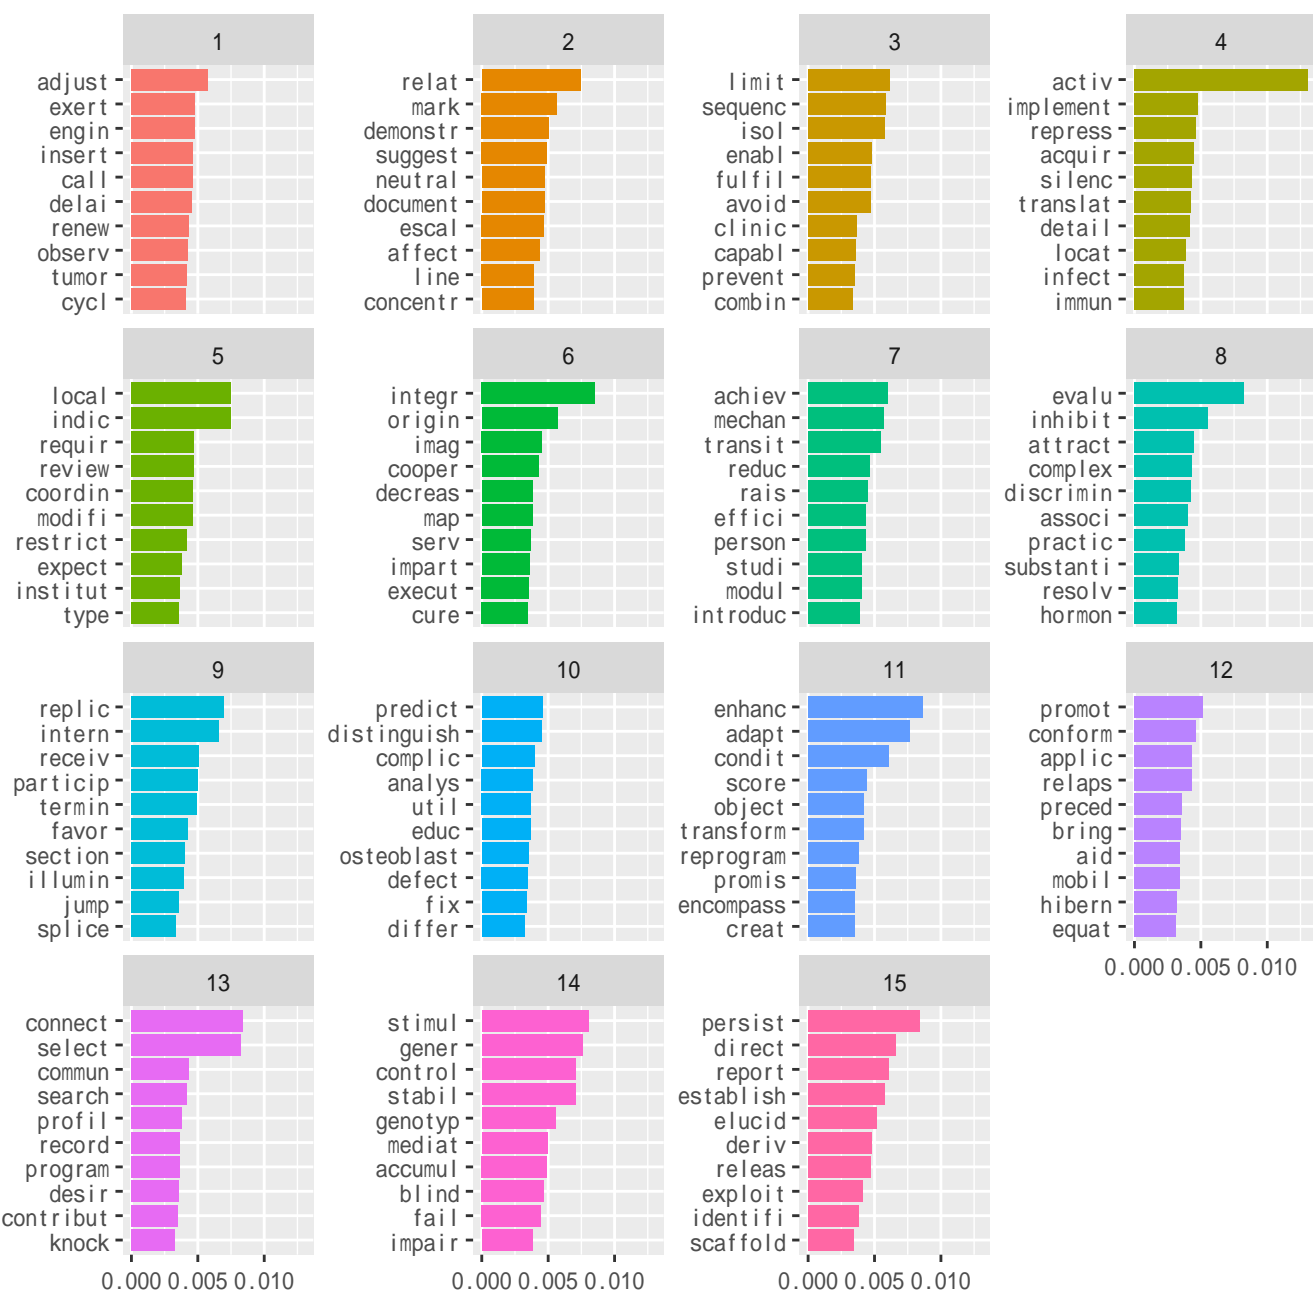 1
adjust
exert
engin
insert
call
delai
renew
observ
tumor
cycl
2
relat
mark
demonstr
suggest
neutral
document
escal
affect
line
concentr
3
limit
sequenc
isol
enabl
fulfil
avoid
clinic
capabl
prevent
combin
4
activ
implement
repress
acquir
silenc
translat
detail
locat
infect
immun
5
local
indic
requir
review
coordin
modifi
restrict
expect
institut
type
6
integr
origin
imag
cooper
decreas
map
serv
impart
execut
cure
7
achiev
mechan
transit
reduc
rais
effici
person
studi
modul
introduc
8
evalu
inhibit
attract
complex
discrimin
associ
practic
substanti
resolv
hormon
9
replic
intern
receiv
particip
termin
favor
section
illumin
jump
splice
10
predict
distinguish
complic
analys
util
educ
osteoblast
defect
fix
differ
11
enhanc
adapt
condit
score
object
transform
reprogram
promis
encompass
creat
12
promot
conform
applic
relaps
preced
bring
aid
mobil
hibern
equat
0.000 0.005 0.010
13
connect
select
commun
search
profil
record
program
desir
contribut
knock
0.000 0.005 0.010
14
stimul
gener
control
stabil
genotyp
mediat
accumul
blind
fail
impair
0.000 0.005 0.010
15
persist
direct
report
establish
elucid
deriv
releas
exploit
identifi
scaffold
0.000 0.005 0.010